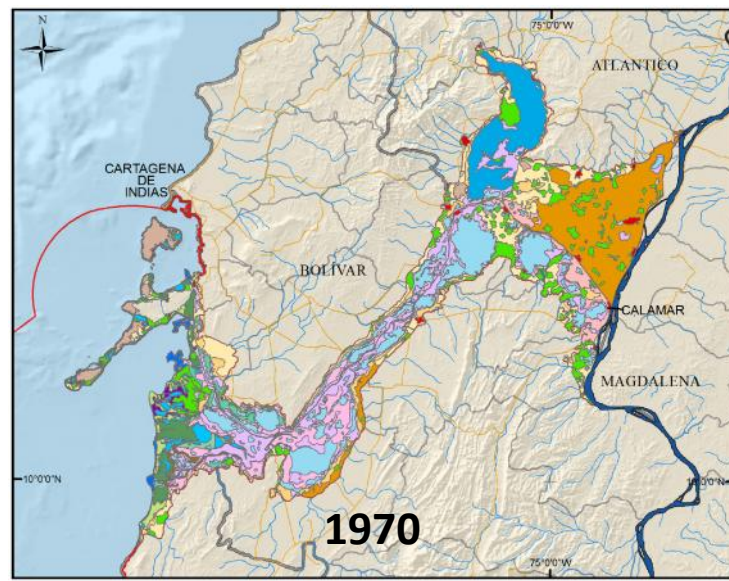 N
75°0'0"W
ATLANTICO
CARTAGENA
DE
INDIAS
BOLÍVAR
CALAMAR
MAGDALENA
10°0'0"N
10°0'0"N
1970
75°0'0"W